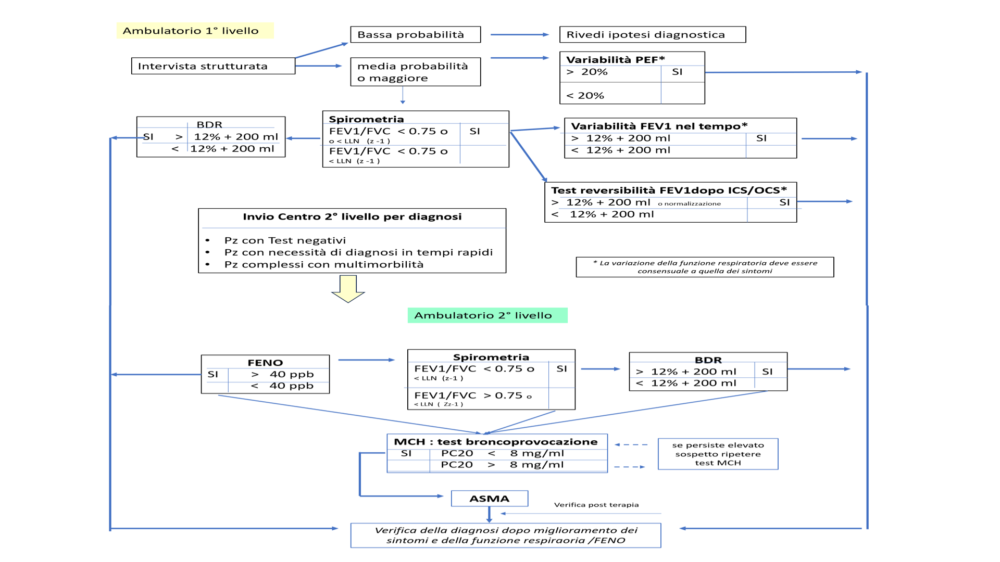 Ambulatorio 1° livello
Bassa probabilità
Rivedi ipotesi diagnostica
Intervista strutturata
media probabilità
o maggiore
Variabilità PEF*
> 20% SI
< 20%
BDR
SI > 12% + 200 ml
< 12% + 200 ml
Spirometria
FEV1/FVC < 0.75 o SI
o < LLN (z -1 )
FEV1/FVC < 0.75 o
< LLN (z -1 )
Variabilità FEV1 nel tempo*
> 12% + 200 ml SI
< 12% + 200 ml
Test reversibilità FEV1dopo ICS/OCS*
> 12% + 200 ml o normalizzazione SI
< 12% + 200 ml
Invio Centro 2° livello per diagnosi
• Pz con Test negativi
• Pz con necessità di diagnosi in tempi rapidi
• Pz complessi con multimorbilità
* La variazione della funzione respiratoria deve essere
consensuale a quella dei sintomi
Ambulatorio 2° livello
FENO
SI > 40 ppb
< 40 ppb
Spirometria
FEV1/FVC < 0.75 o SI
< LLN (z-1 )
FEV1/FVC > 0.75 o
< LLN ( Zz-1 )
BDR
> 12% + 200 ml SI
< 12% + 200 ml
MCH : test broncoprovocazione
SI PC20 < 8 mg/ml
PC20 > 8 mg/ml
se persiste elevato
sospetto ripetere
test MCH
ASMA
Verifica post terapia
Verifica della diagnosi dopo miglioramento dei
sintomi e della funzione respiraoria /FENO